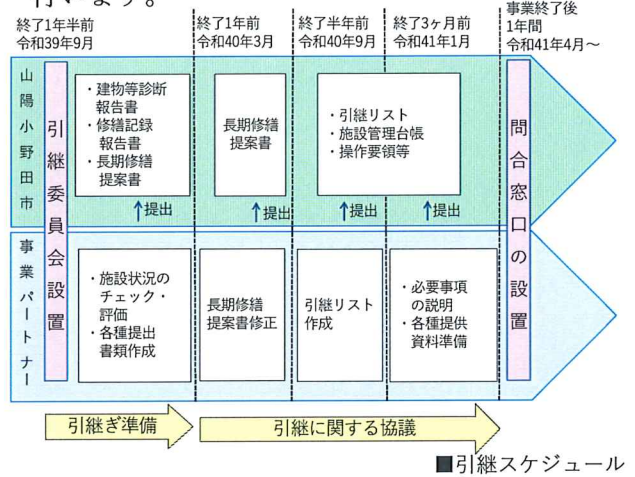 行います。
終了1年半前
令和39年9月
終了1年前
令和40年3月
終了半年前
令和40年9月
終了3ヶ月前
令和41年1月
事業終了後
1年間
令和41年4月~
山陽小野田市
引継委員会設置
・建物等診断
報告書
・修繕記録
報告書
・長期修繕
提案書
長期修繕
提案書
・引継リスト
・施設管理台帳
・操作要領等
問合窓口の設置
↑提出
↑提出
↑提出
↑提出
事業パートナー
・施設状況の
チェック・
評価
・各種提出
書類作成
長期修繕
提案書修正
引継リスト
作成
・必要事項
の説明
・各種提供
資料準備
引継ぎ準備
引継に関する協議
■引継スケジュール